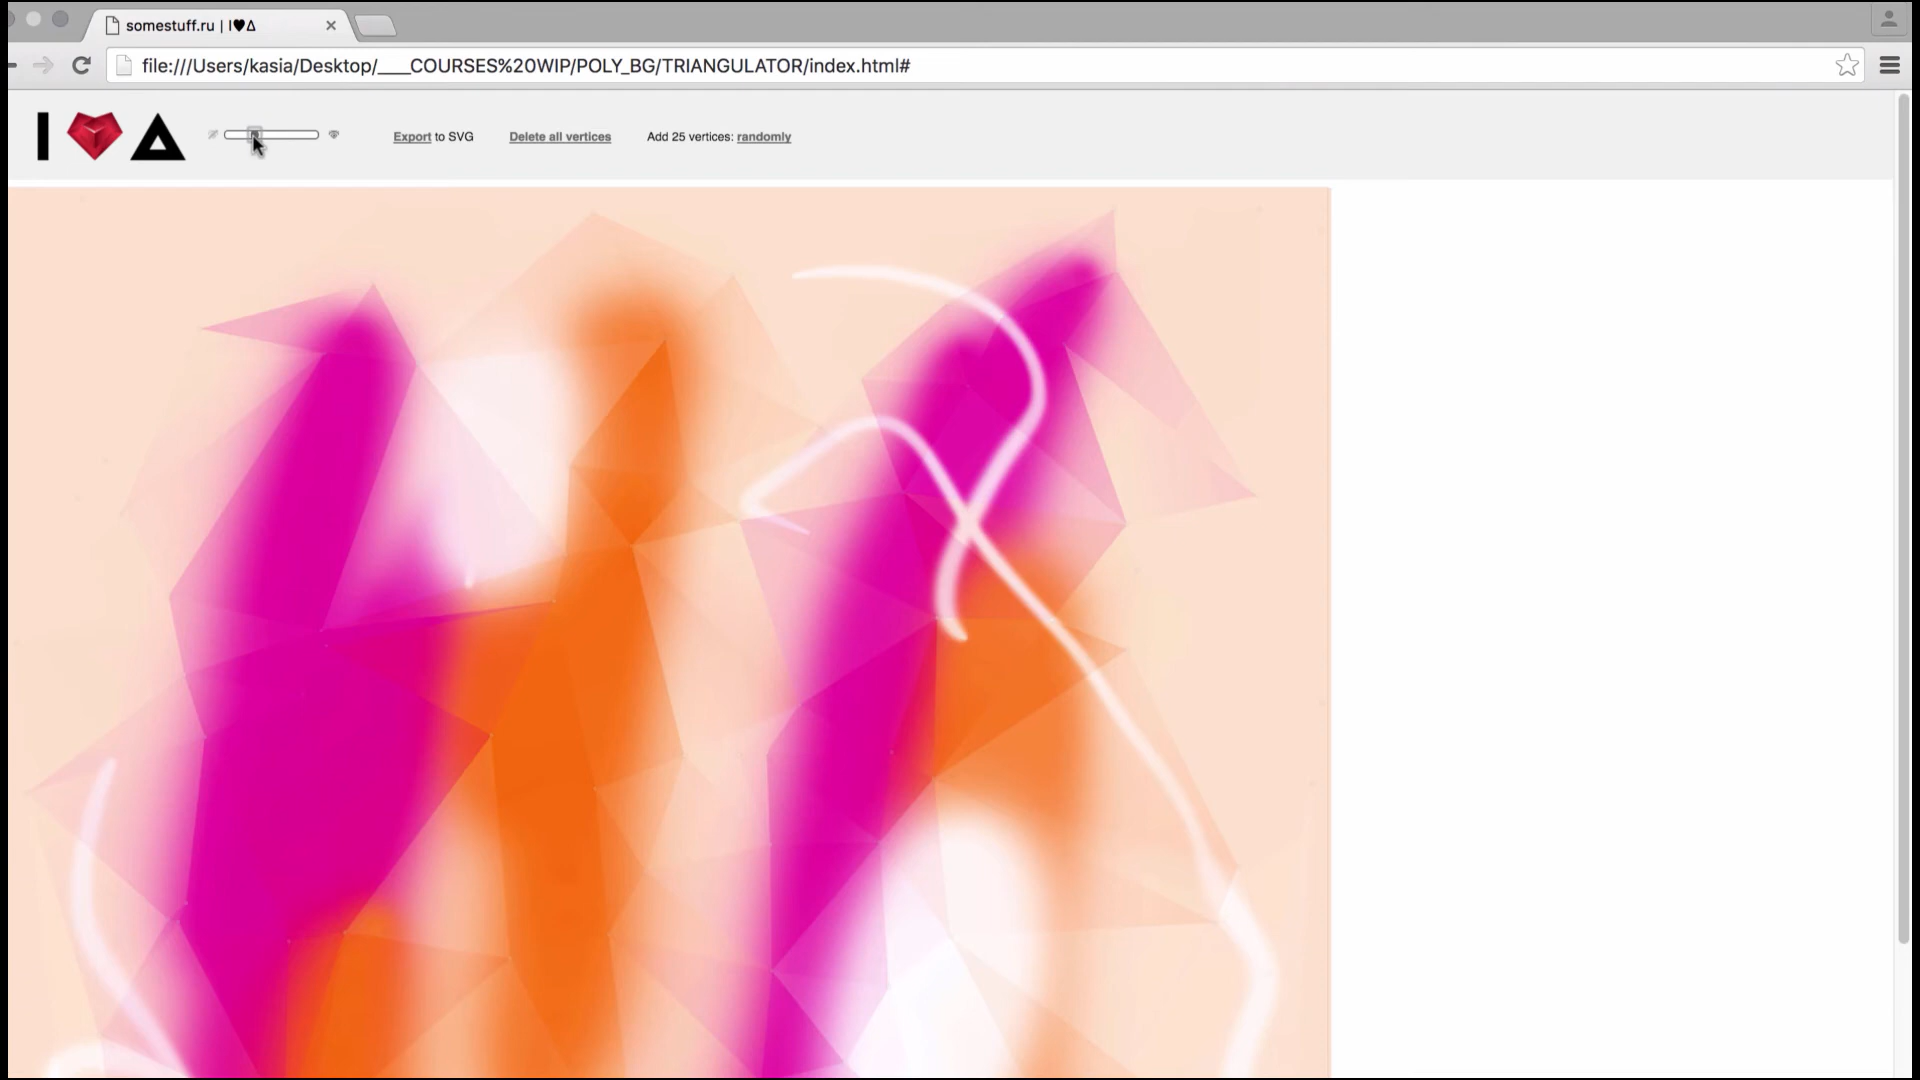 somestuff.ru | I♥Δ
file:///Users/kasia/Desktop/___COURSES%20WIP/POLY_BG/TRIANGULATOR/index.html#
I
Export to SVG
Delete all vertices
Add 25 vertices: randomly